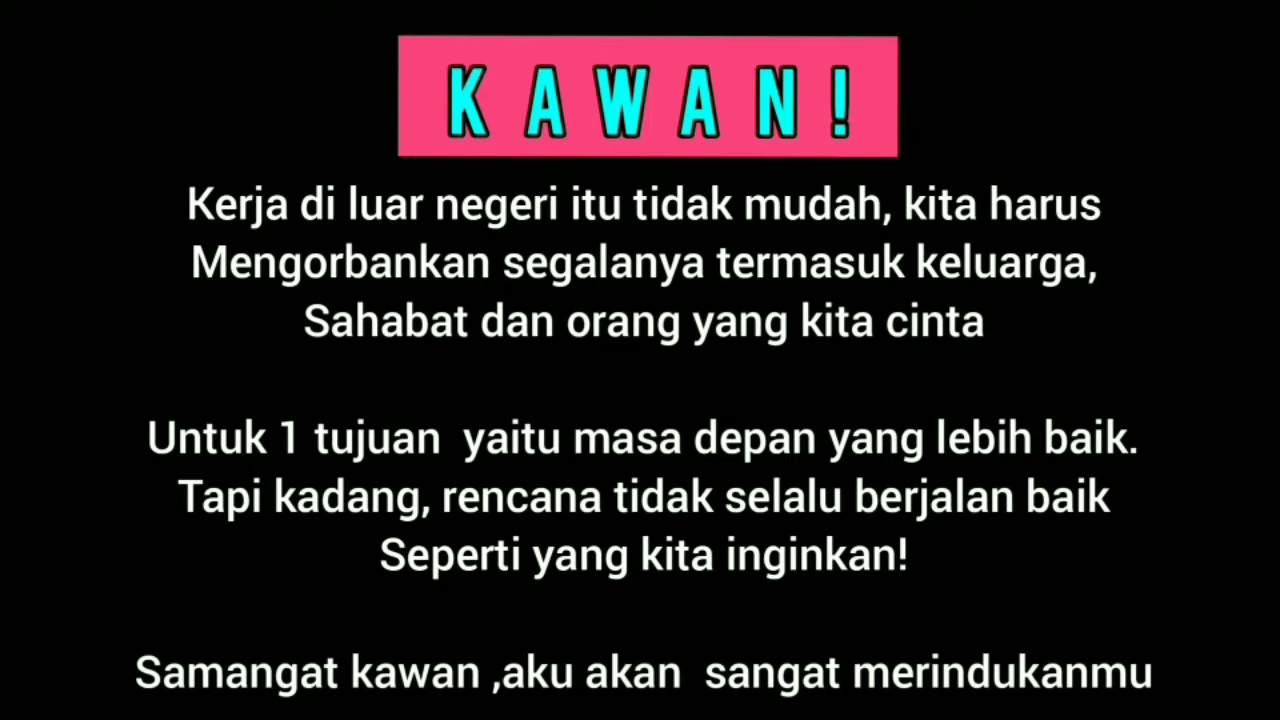 KAWAN!
Kerja di luar negeri itu tidak mudah, kita harus
Mengorbankan segalanya termasuk keluarga,
Sahabat dan orang yang kita cinta
Untuk 1 tujuan  yaitu masa depan yang lebih baik.
Tapi kadang, rencana tidak selalu berjalan baik
Seperti yang kita inginkan!
Samangat kawan ,aku akan  sangat merindukanmu